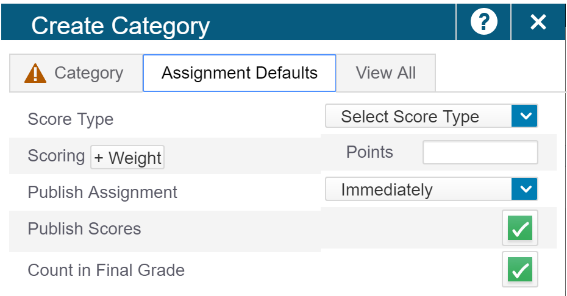 Create Category ?
Category Assignment Defaults View All
Score Type Select Score Type
Scoring + Weight Points
Publish Assignment Immediately
Publish Scores
Count in Final Grade